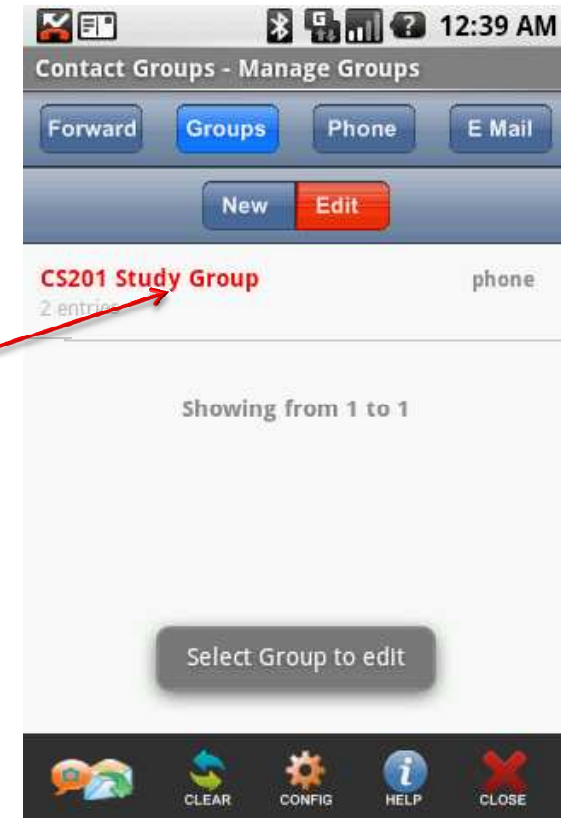 12:39 AM
Contact Groups - Manage Groups
Forward Groups Phone E Mail
New Edit
CS201 Study Group phone
2 entries
Showing from 1 to 1
Select Group to edit
CLEAR CONFIG HELP CLOSE